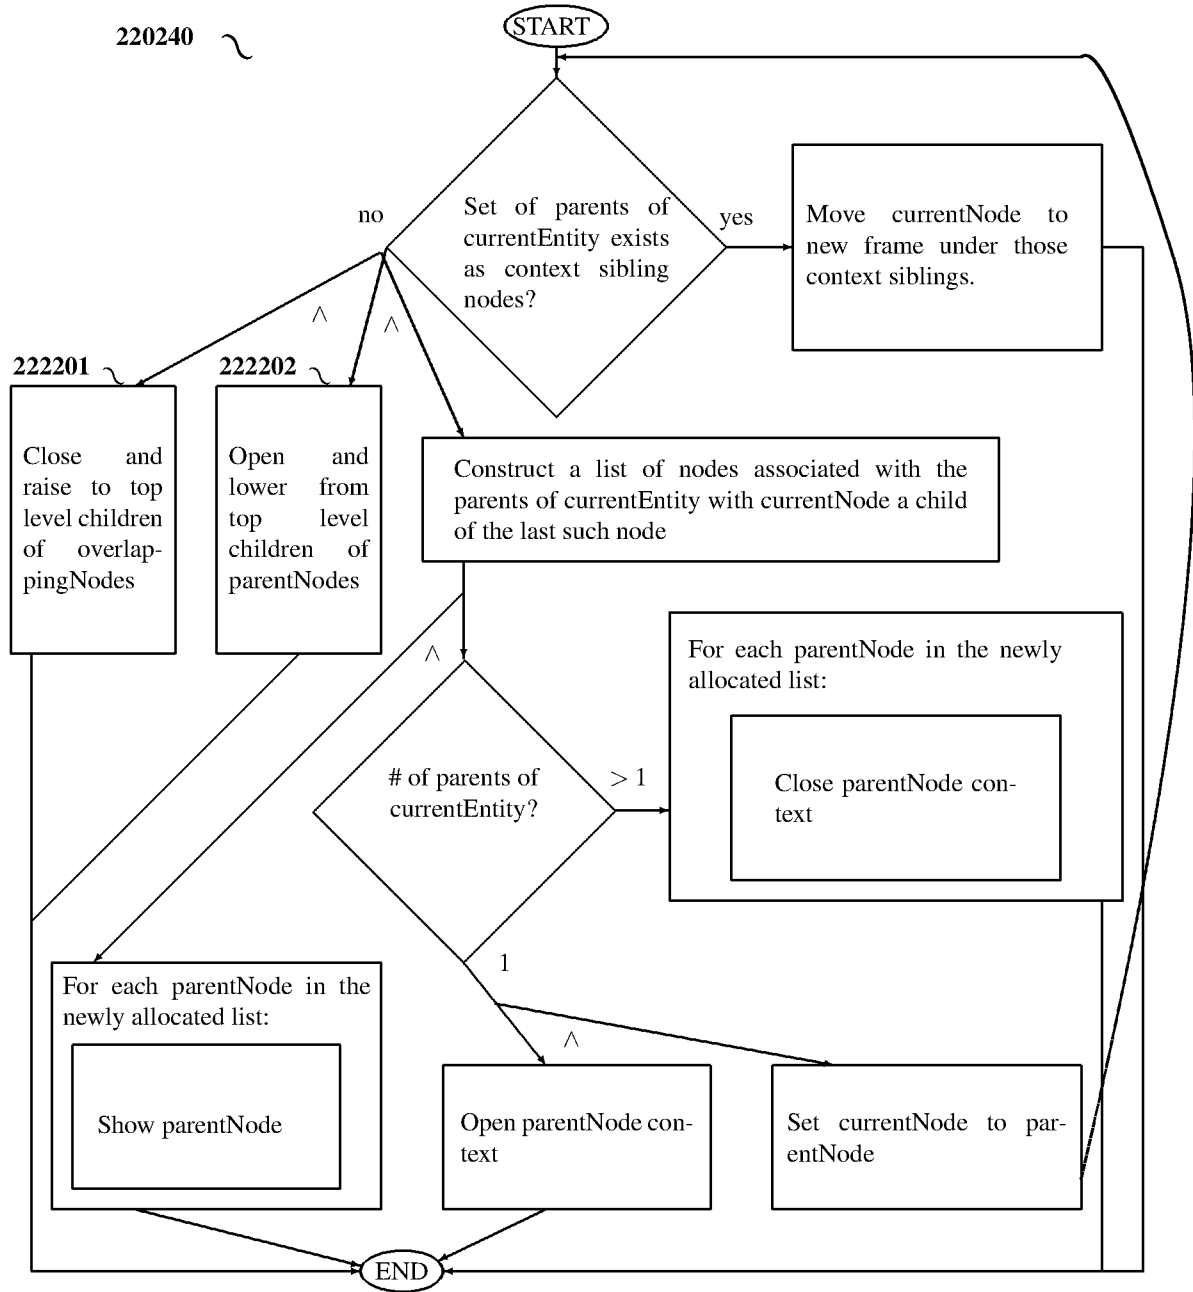 START
220240
no
yes
Set of parents of
currentEntity exists
as context sibling
nodes?
Move currentNode to
new frame under those
context siblings.
^
^
222201
222202
Close and
raise to top
level children
of overlap-
pingNodes
Open and
lower from
top level
children of
parentNodes
Construct a list of nodes associated with the
parents of currentEntity with currentNode a child
of the last such node
^
For each parentNode in the newly
allocated list:
Close parentNode con-
text
# of parents of
currentEntity?
> 1
1
For each parentNode in the
newly allocated list:
Show parentNode
^
Open parentNode con-
text
Set currentNode to par-
entNode
END